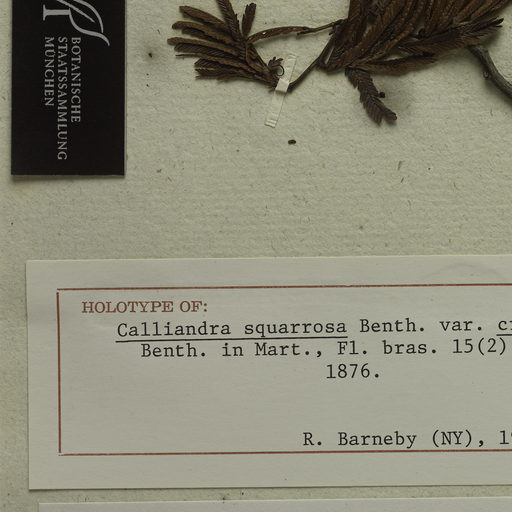 BOTANISCHE
STAATSSAMMLUNG
MÜNCHEN
HOLOTYPE OF:
Calliandra squarrosa Benth. var.
Benth. in Mart., Fl. bras. 15(2)
1876.
R. Barneby (NY),